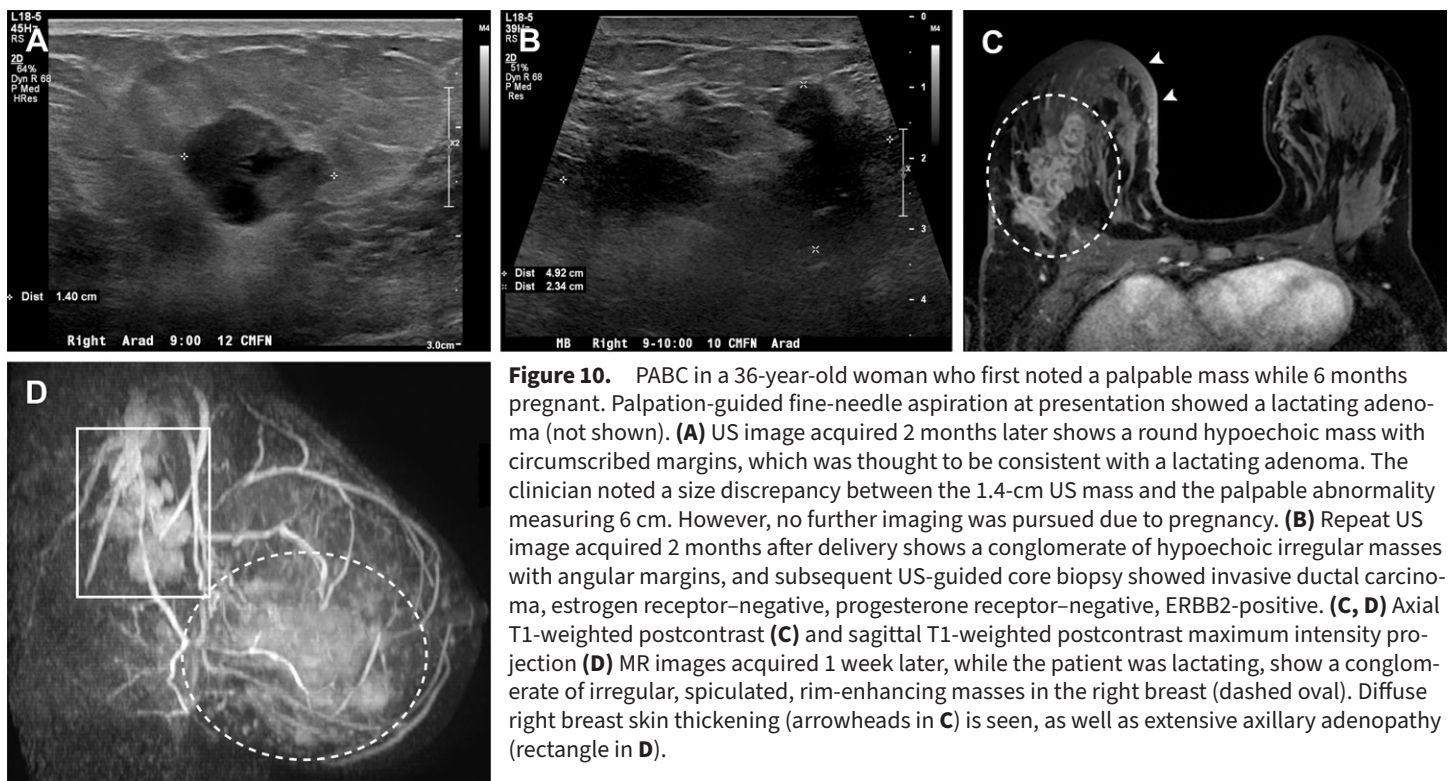 L18-5
45Hz
RS
A
2D
64%
Dyn R 68
P Med
HRes
M4
X2
Dist 1.40 cm
Right Arad 9:00 12 CMFN
3.0cm
L18-5
39Hz
RS
B
2D
51%
Dyn R 68
P Med
Res
M4
0
1
2
3
4
Dist 4.92 cm
Dist 2.34 cm
MB Right 9-10:00 10 CMFN Arad
C
D
Figure 10. PABC in a 36-year-old woman who first noted a palpable mass while 6 months
pregnant. Palpation-guided fine-needle aspiration at presentation showed a lactating adeno-
ma (not shown). (A) US image acquired 2 months later shows a round hypoechoic mass with
circumscribed margins, which was thought to be consistent with a lactating adenoma. The
clinician noted a size discrepancy between the 1.4-cm US mass and the palpable abnormality
measuring 6 cm. However, no further imaging was pursued due to pregnancy. (B) Repeat US
image acquired 2 months after delivery shows a conglomerate of hypoechoic irregular masses
with angular margins, and subsequent US-guided core biopsy showed invasive ductal carcino-
ma, estrogen receptor–negative, progesterone receptor–negative, ERBB2-positive. (C, D) Axial
T1-weighted postcontrast (C) and sagittal T1-weighted postcontrast maximum intensity pro-
jection (D) MR images acquired 1 week later, while the patient was lactating, show a conglom-
erate of irregular, spiculated, rim-enhancing masses in the right breast (dashed oval). Diffuse
right breast skin thickening (arrowheads in C) is seen, as well as extensive axillary adenopathy
(rectangle in D).